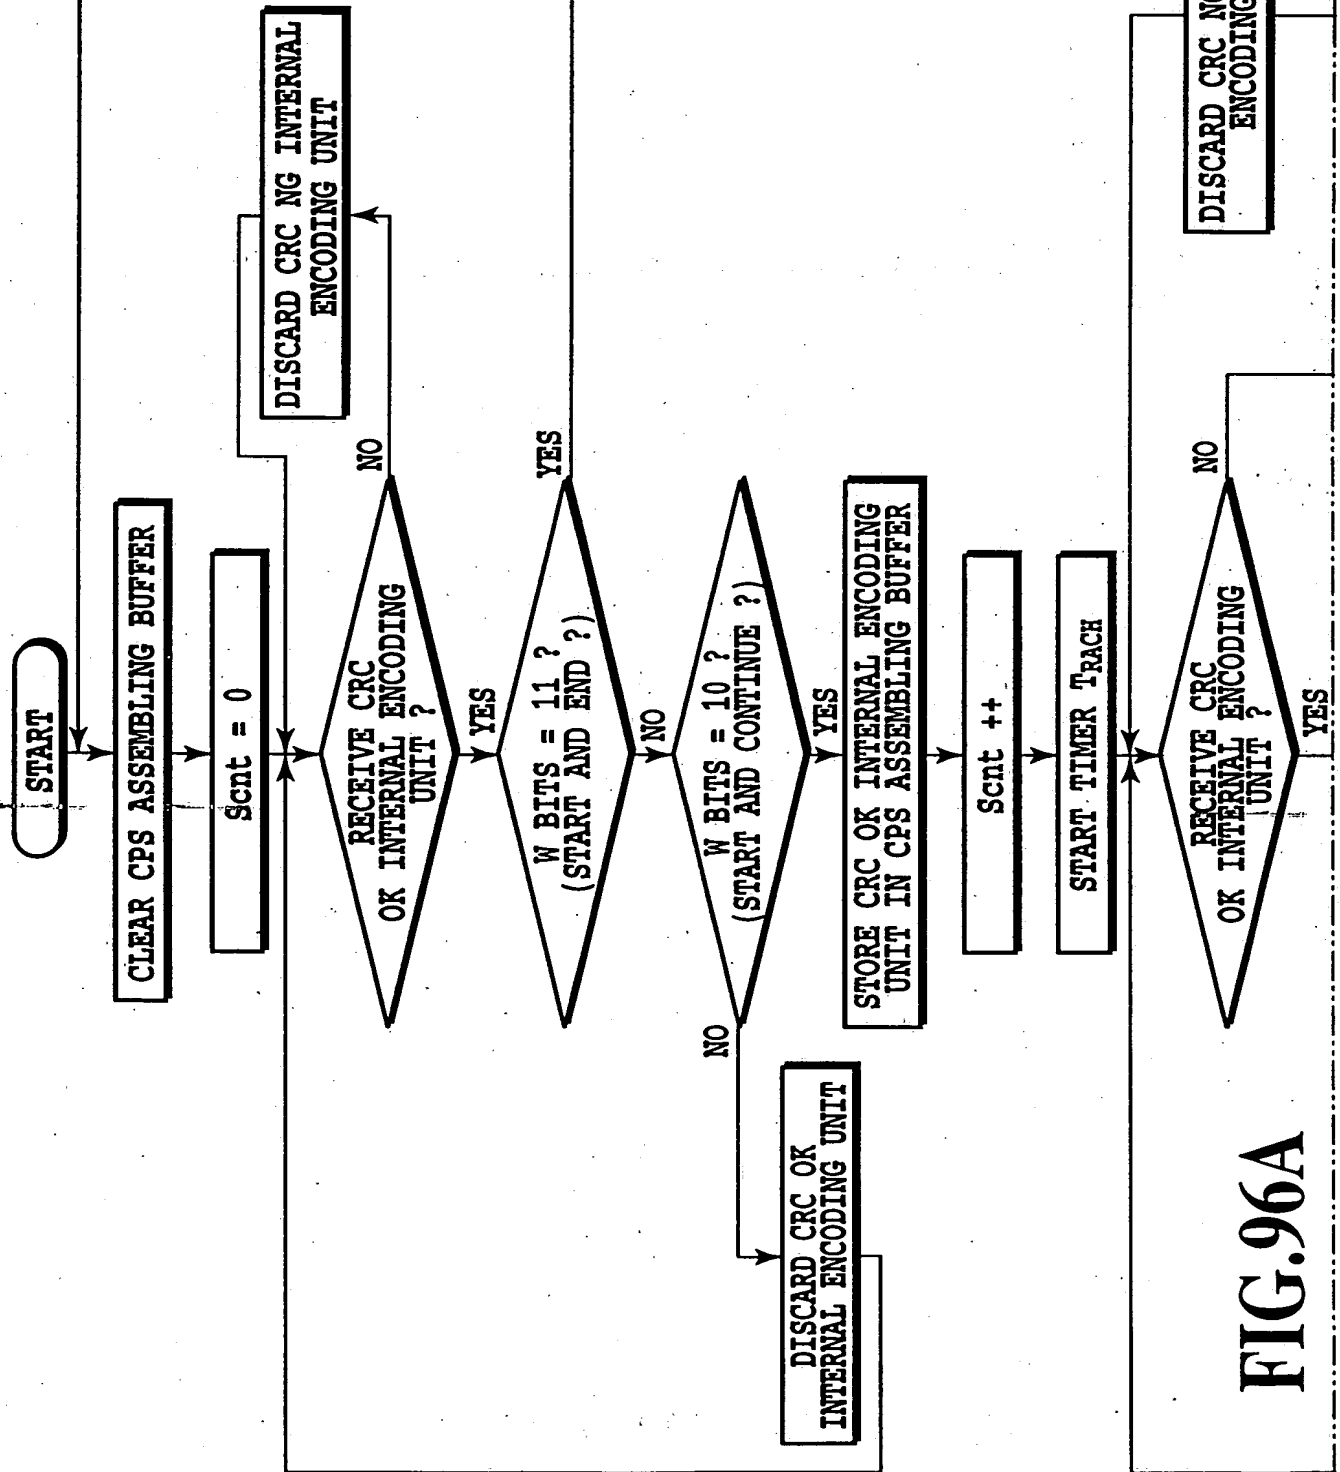 START
CLEAR CPS ASSEMBLING BUFFER
Scnt = 0
RECEIVE CRC
OK INTERNAL ENCODING
UNIT ?
NO
DISCARD CRC NG INTERNAL
ENCODING UNIT
YES
W BITS = 11 ?
(START AND END ?)
YES
NO
W BITS = 10 ?
(START AND CONTINUE ?)
NO
DISCARD CRC OK
INTERNAL ENCODING UNIT
YES
STORE CRC OK INTERNAL ENCODING
UNIT IN CPS ASSEMBLING BUFFER
Scnt ++
START TIMER TRACH
RECEIVE CRC
OK INTERNAL ENCODING
UNIT ?
NO
DISCARD CRC
ENCODING
YES
FIG.96A